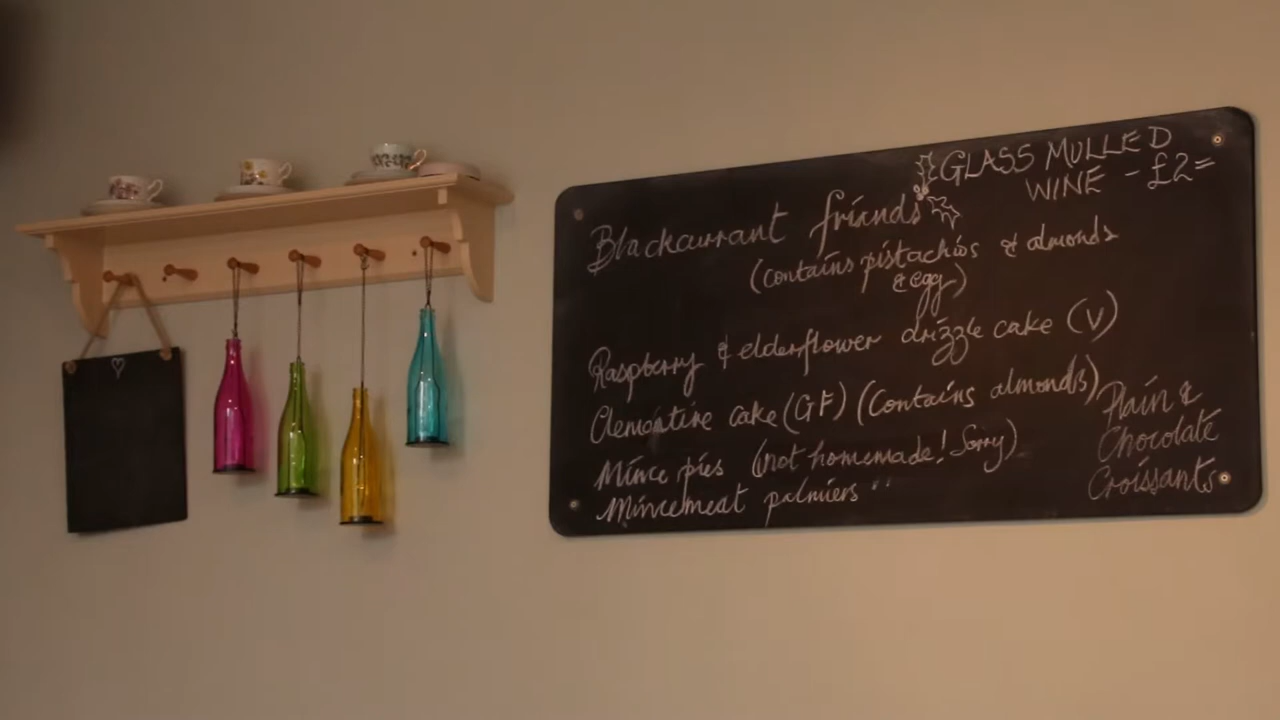 GLASS MULLED
WINE - £2=
Blackcurrant friands
(contains pistachios & almonds
& egg)
Raspberry & elderflower drizzle cake (V)
Clementine cake (GF) (Contains almonds)
Mince pies (not homemade! Sorry)
Mincemeat palmiers "
Plain &
Chocolate
Croissants